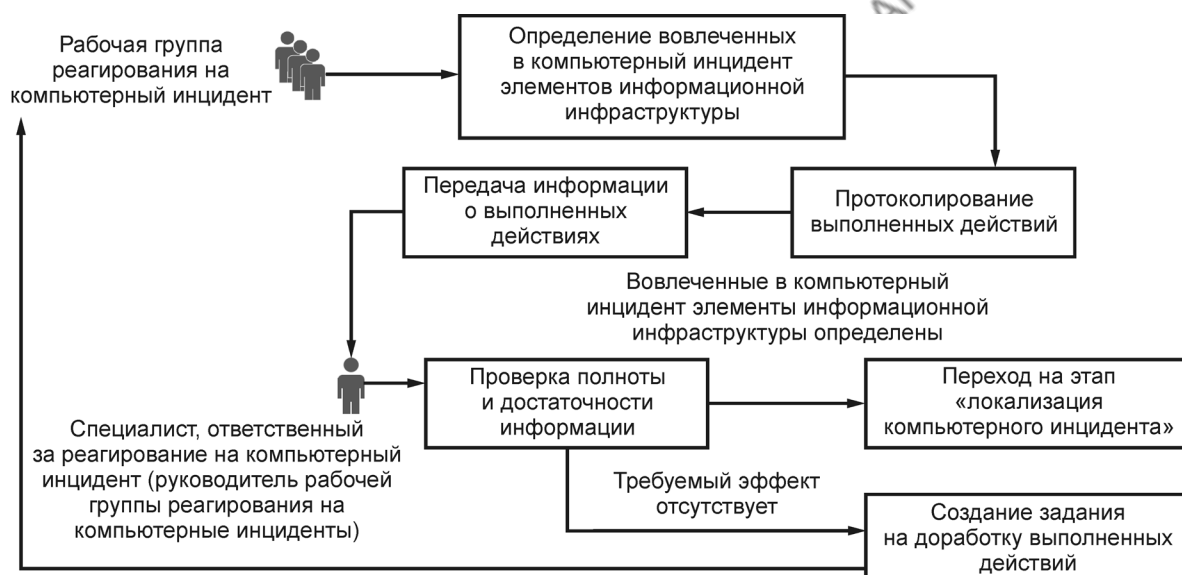 Рабочая группа
реагирования на
компьютерный инцидент
Определение вовлеченных
в компьютерный инцидент
элементов информационной
инфраструктуры
Передача информации
о выполненных
действиях
Протоколирование
выполненных действий
Вовлеченные в компьютерный
инцидент элементы информационной
инфраструктуры определены
Проверка полноты
и достаточности
информации
Переход на этап
«локализация
компьютерного инцидента»
Специалист, ответственный
за реагирование на компьютерный
инцидент (руководитель рабочей
группы реагирования на
компьютерные инциденты)
Требуемый эффект
отсутствует
Создание задания
на доработку выполненных
действий